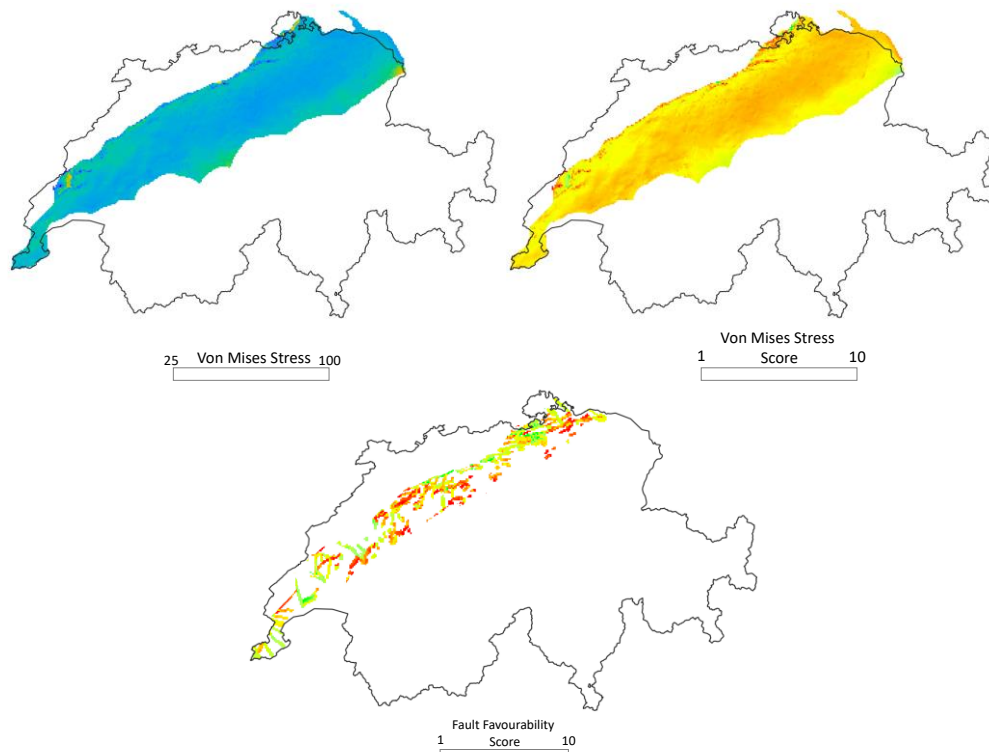 25 Von Mises Stress 100
Von Mises Stress
1 Score 10
Fault Favourability
1 Score 10